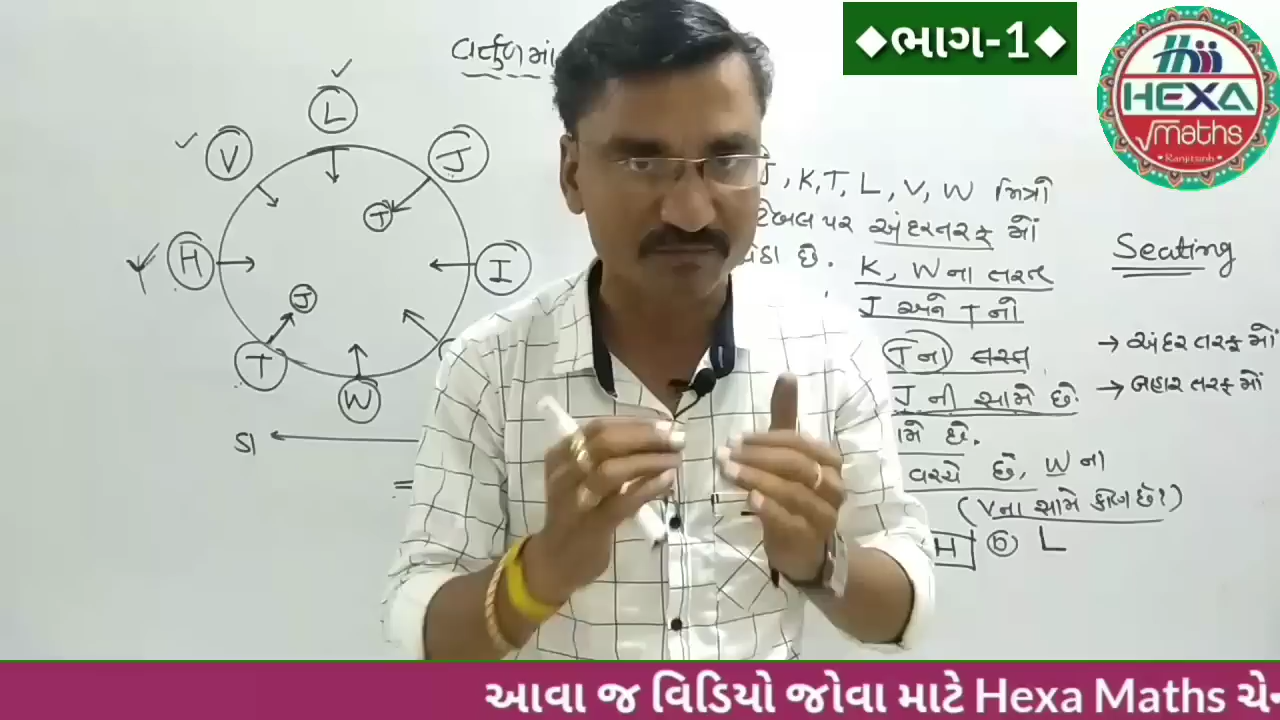 ◆ભાગ-1◆
HEXA
√maths
Ranjitsinh
વર્તુળમાં
L
V
J
J
H
I
J
T
W
J, K, T, L, V, W મિત્રો
ટેબલ પર અંદરતરફ મોં
છે. K, W ના તરત
J અને T નો
T ના તરત
J ની સામે છે.
છે.
વચ્ચે છે, W ના
(V ના સામે કોણ છે?)
H ⓑ L
Seating
→ અંદર તરફ મોં
→ બહાર તરફ મોં
ડા
=
આવા જ વિડિયો જોવા માટે Hexa Maths